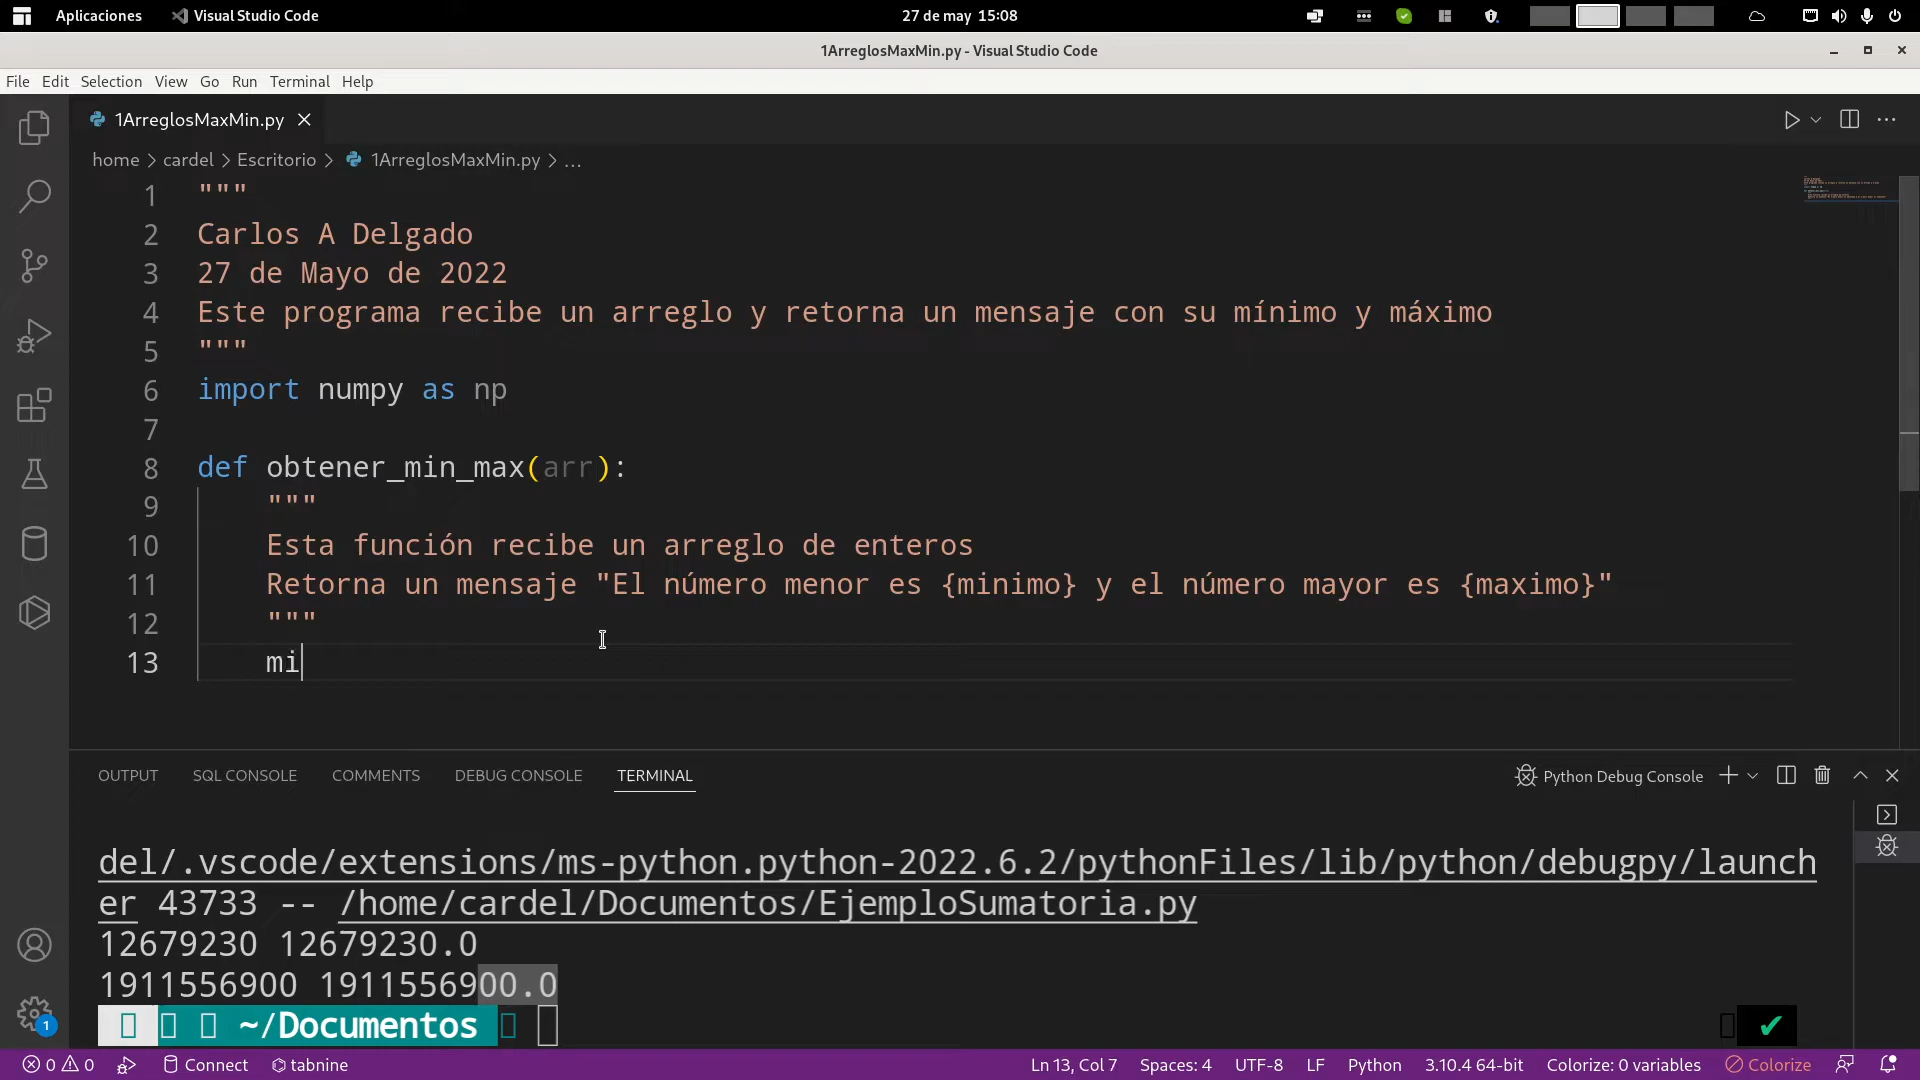 Aplicaciones Visual Studio Code 27 de may 15:08
1ArreglosMaxMin.py - Visual Studio Code
File Edit Selection View Go Run Terminal Help
1ArreglosMaxMin.py
home > cardel > Escritorio > 1ArreglosMaxMin.py > ...
1 """
2 Carlos A Delgado
3 27 de Mayo de 2022
4 Este programa recibe un arreglo y retorna un mensaje con su mínimo y máximo
5 """
6 import numpy as np
7
8 def obtener_min_max(arr):
9 """
10 Esta función recibe un arreglo de enteros
11 Retorna un mensaje "El número menor es {minimo} y el número mayor es {maximo}"
12 """
13 mi
OUTPUT SQL CONSOLE COMMENTS DEBUG CONSOLE TERMINAL Python Debug Console
del/.vscode/extensions/ms-python.python-2022.6.2/pythonFiles/lib/python/debugpy/launch
er 43733 -- /home/cardel/Documentos/EjemploSumatoria.py
12679230 12679230.0
1911556900 1911556900.0
~/Documentos
1
0 0 Connect tabnine Ln 13, Col 7 Spaces: 4 UTF-8 LF Python 3.10.4 64-bit Colorize: 0 variables Colorize